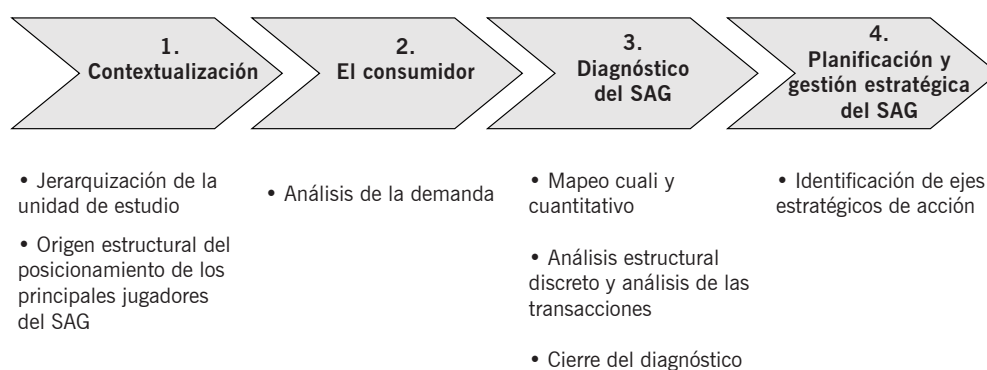 1.
Contextualización
2.
El consumidor
3.
Diagnóstico
del SAG
4.
Planificación y
gestión estratégica
del SAG
• Jerarquización de la
unidad de estudio
• Origen estructural del
posicionamiento de los
principales jugadores
del SAG
• Análisis de la demanda
• Mapeo cuali y
cuantitativo
• Análisis estructural
discreto y análisis de las
transacciones
• Cierre del diagnóstico
• Identificación de ejes
estratégicos de acción